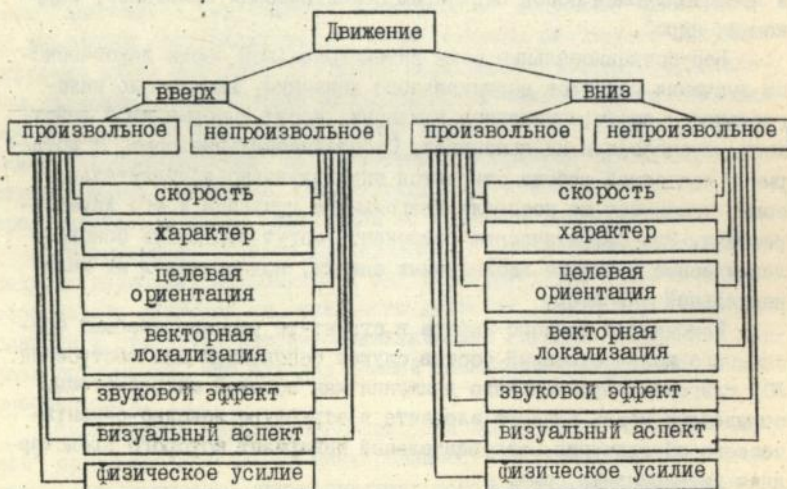 Движение
вверх
вниз
произвольное
непроизвольное
произвольное
непроизвольное
скорость
характер
целевая
ориентация
векторная
локализация
звуковой эффект
визуальный аспект
физическое усилие
скорость
характер
целевая
ориентация
векторная
локализация
звуковой эффект
визуальный аспект
физическое усилие